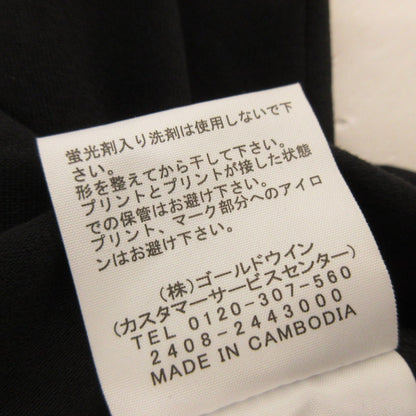 蛍光剤入り洗剤は使用しないで下
さい。
形を整えてから干して下さい。
プリントとプリントが接した状態
での保管はお避け下さい。
プリント、マーク部分へのアイロ
ンはお避け下さい。
(株)ゴールドウイン
(カスタマーサービスセンター)
TEL 0120-307-560
2408-2443000
MADE IN CAMBODIA